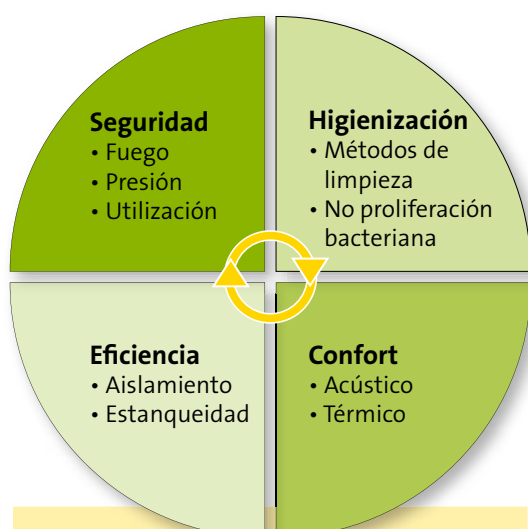 Seguridad
• Fuego
• Presión
• Utilización
Higienización
• Métodos de
limpieza
• No proliferación
bacteriana
Eficiencia
• Aislamiento
• Estanqueidad
Confort
• Acústico
• Térmico